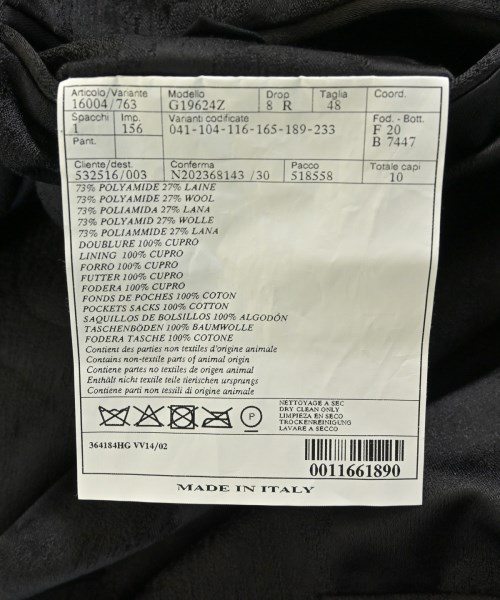 Articolo/Variante Modello Drop Taglia Coord.
16004/763 G19624Z 8 R 48
Spacchi Imp. Varianti codificate Fod. - Bott.
1 156 041-104-116-165-189-233 F 20
Pant. B 7447
Cliente/dest. Conferma Pacco Totale capi
532516/003 N202368143 /30 518558 10
73% POLYAMIDE 27% LAINE
73% POLYAMIDE 27% WOOL
73% POLIAMIDA 27% LANA
73% POLYAMID 27% WOLLE
73% POLIAMMIDE 27% LANA
DOUBLURE 100% CUPRO
LINING 100% CUPRO
FORRO 100% CUPRO
FUTTER 100% CUPRO
FODERA 100% CUPRO
FONDS DE POCHES 100% COTON
POCKETS SACKS 100% COTTON
SAQUILLOS DE BOLSILLOS 100% ALGODÓN
TASCHENBÖDEN 100% BAUMWOLLE
FODERA TASCHE 100% COTONE
Contient des parties non textiles d'origine animale
Contains non-textile parts of animal origin
Contiene partes no textiles de origen animal
Enthält nicht textile teile tierischen ursprungs
Contiene parti non tessili di origine animale
P
NETTOYAGE A SEC
DRY CLEAN ONLY
LIMPIEZA EN SECO
TROCKENREINIGUNG
LAVARE A SECCO
364184HG VV14/02
0011661890
MADE IN ITALY